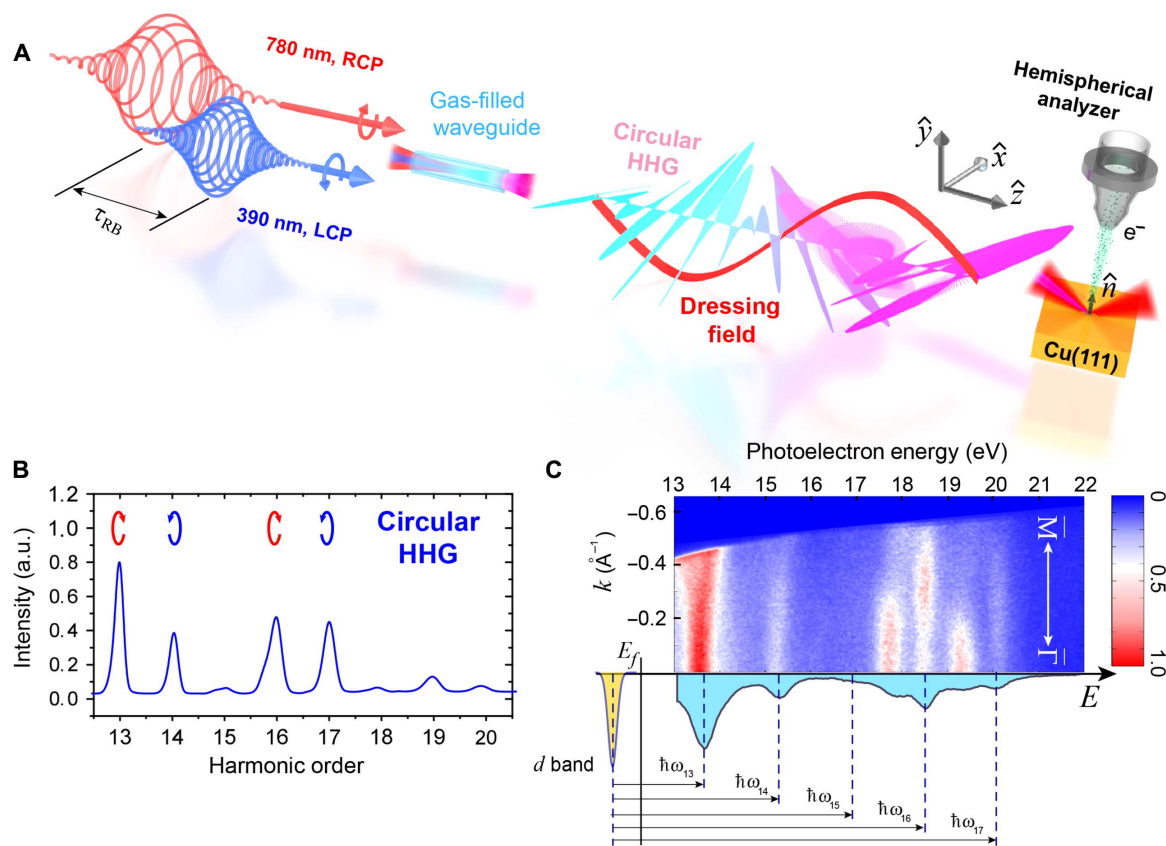 A
780 nm, RCP
390 nm, LCP
τRB
Gas-filled
waveguide
Circular
HHG
Dressing
field
ŷ
x̂
ẑ
Hemispherical
analyzer
e−
n̂
Cu(111)
B
Intensity (a.u.)
1.2
1.0
0.8
0.6
0.4
0.2
0.0
Circular
HHG
13 14 15 16 17 18 19 20
Harmonic order
C
Photoelectron energy (eV)
13 14 15 16 17 18 19 20 21 22
k (Å−1)
−0.6
−0.4
−0.2
M̅
Γ̅
0
0.5
1.0
Ef
E
d band
ħω13
ħω14
ħω15
ħω16
ħω17